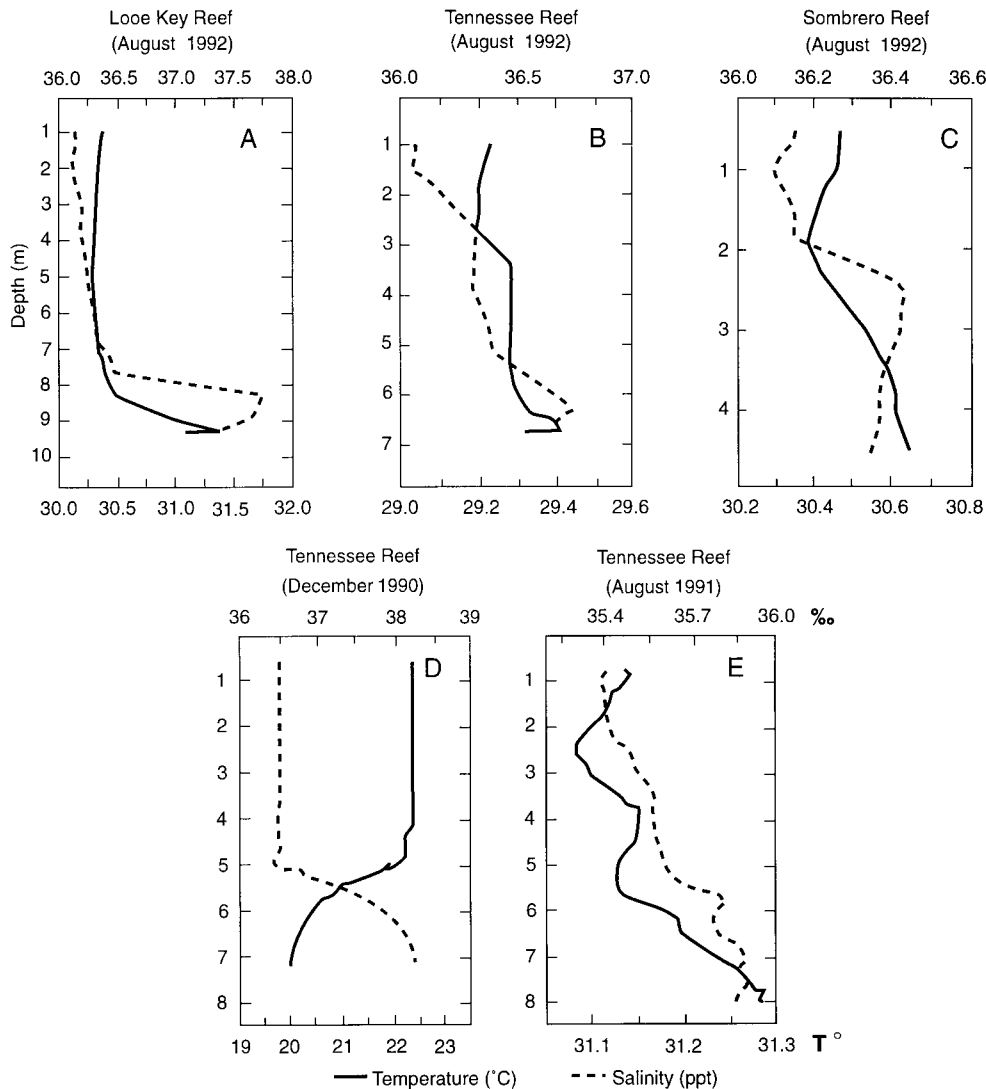 Looe Key Reef
(August 1992)
36.0 36.5 37.0 37.5 38.0
A
Depth (m)
1
2
3
4
5
6
7
8
9
10
30.0 30.5 31.0 31.5 32.0
Tennessee Reef
(August 1992)
36.0 36.5 37.0
B
1
2
3
4
5
6
7
29.0 29.2 29.4 29.6
Sombrero Reef
(August 1992)
36.0 36.2 36.4 36.6
C
1
2
3
4
30.2 30.4 30.6 30.8
Tennessee Reef
(December 1990)
36 37 38 39
D
1
2
3
4
5
6
7
8
19 20 21 22 23
Tennessee Reef
(August 1991)
35.4 35.7 36.0 ‰
E
1
2
3
4
5
6
7
8
31.1 31.2 31.3 T°
Temperature (°C) Salinity (ppt)